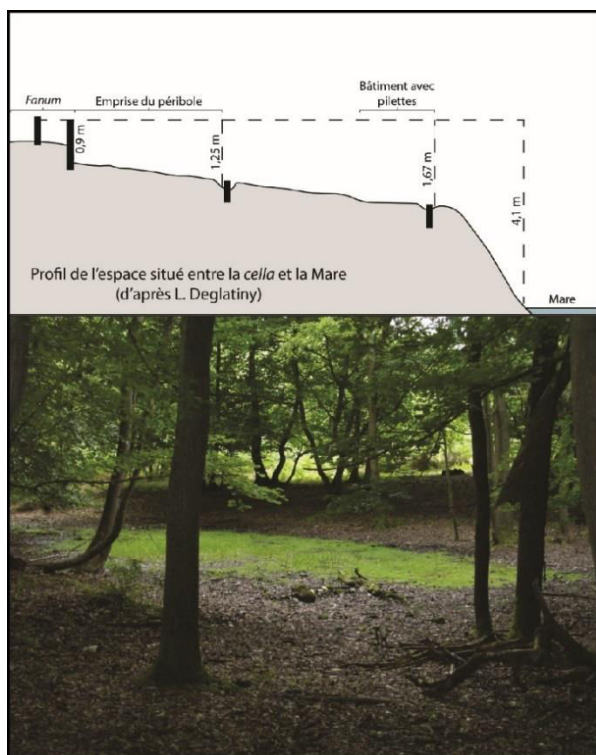 Fanum
Emprise du péribole
Bâtiment avec
pilettes
0,9 m
1,25 m
1,67 m
4,1 m
Profil de l'espace situé entre la cella et la Mare
(d'après L. Deglatiny)
Mare